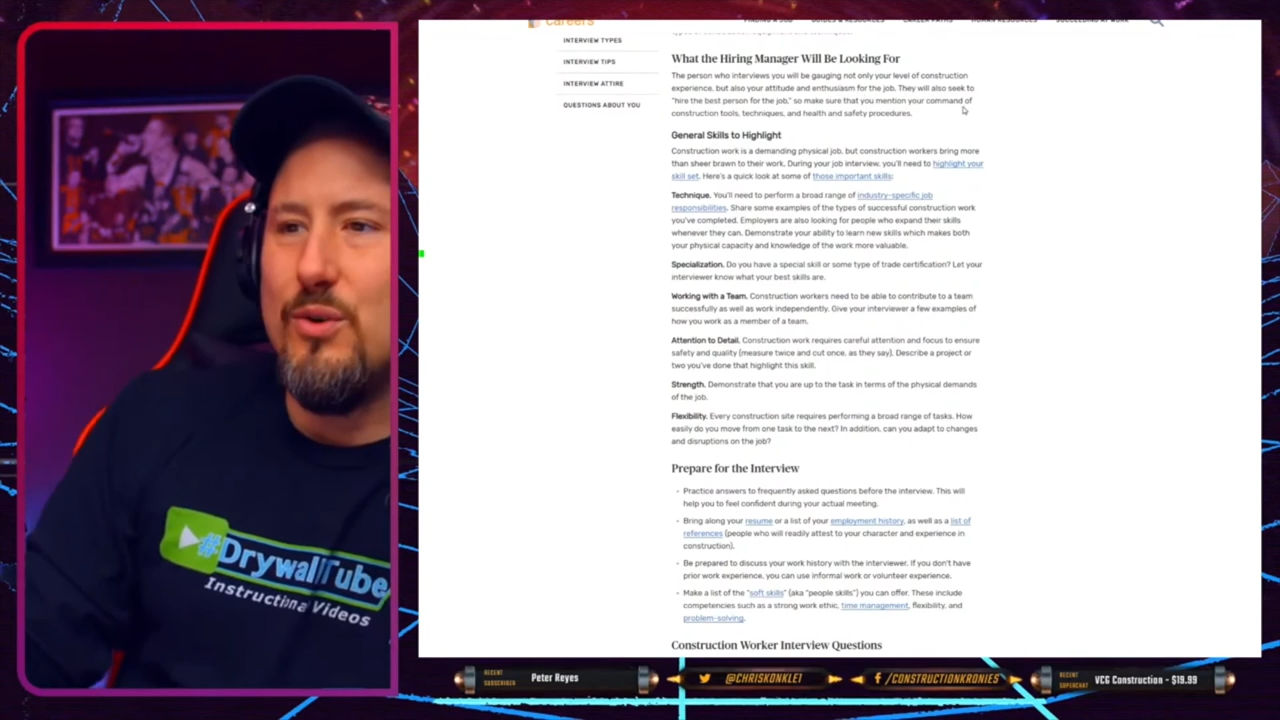 careers
FINDING A JOB GUIDES & RESOURCES CAREER PATHS HUMAN RESOURCES SUCCEEDING AT WORK
INTERVIEW TYPES
INTERVIEW TIPS
INTERVIEW ATTIRE
QUESTIONS ABOUT YOU
What the Hiring Manager Will Be Looking For
The person who interviews you will be gauging not only your level of construction
experience, but also your attitude and enthusiasm for the job. They will also seek to
"hire the best person for the job," so make sure that you mention your command of
construction tools, techniques, and health and safety procedures.
General Skills to Highlight
Construction work is a demanding physical job, but construction workers bring more
than sheer brawn to their work. During your job interview, you'll need to highlight your
skill set. Here's a quick look at some of those important skills:
Technique. You'll need to perform a broad range of industry-specific job
responsibilities. Share some examples of the types of successful construction work
you've completed. Employers are also looking for people who expand their skills
whenever they can. Demonstrate your ability to learn new skills which makes both
your physical capacity and knowledge of the work more valuable.
Specialization. Do you have a special skill or some type of trade certification? Let your
interviewer know what your best skills are.
Working with a Team. Construction workers need to be able to contribute to a team
successfully as well as work independently. Give your interviewer a few examples of
how you work as a member of a team.
Attention to Detail. Construction work requires careful attention and focus to ensure
safety and quality (measure twice and cut once, as they say). Describe a project or
two you've done that highlight this skill.
Strength. Demonstrate that you are up to the task in terms of the physical demands
of the job.
Flexibility. Every construction site requires performing a broad range of tasks. How
easily do you move from one task to the next? In addition, can you adapt to changes
and disruptions on the job?
Prepare for the Interview
• Practice answers to frequently asked questions before the interview. This will
help you to feel confident during your actual meeting.
• Bring along your resume or a list of your employment history, as well as a list of
references (people who will readily attest to your character and experience in
construction).
• Be prepared to discuss your work history with the interviewer. If you don't have
prior work experience, you can use informal work or volunteer experience.
• Make a list of the "soft skills" (aka "people skills") you can offer. These include
competencies such as a strong work ethic, time management, flexibility, and
problem-solving.
Construction Worker Interview Questions
#DrywallTube
Instructional Videos
RECENT
SUBSCRIBER
Peter Reyes
@CHRISKONKLE1
/CONSTRUCTIONKRONIES
RECENT
SUPERCHAT
VCG Construction - $19.99